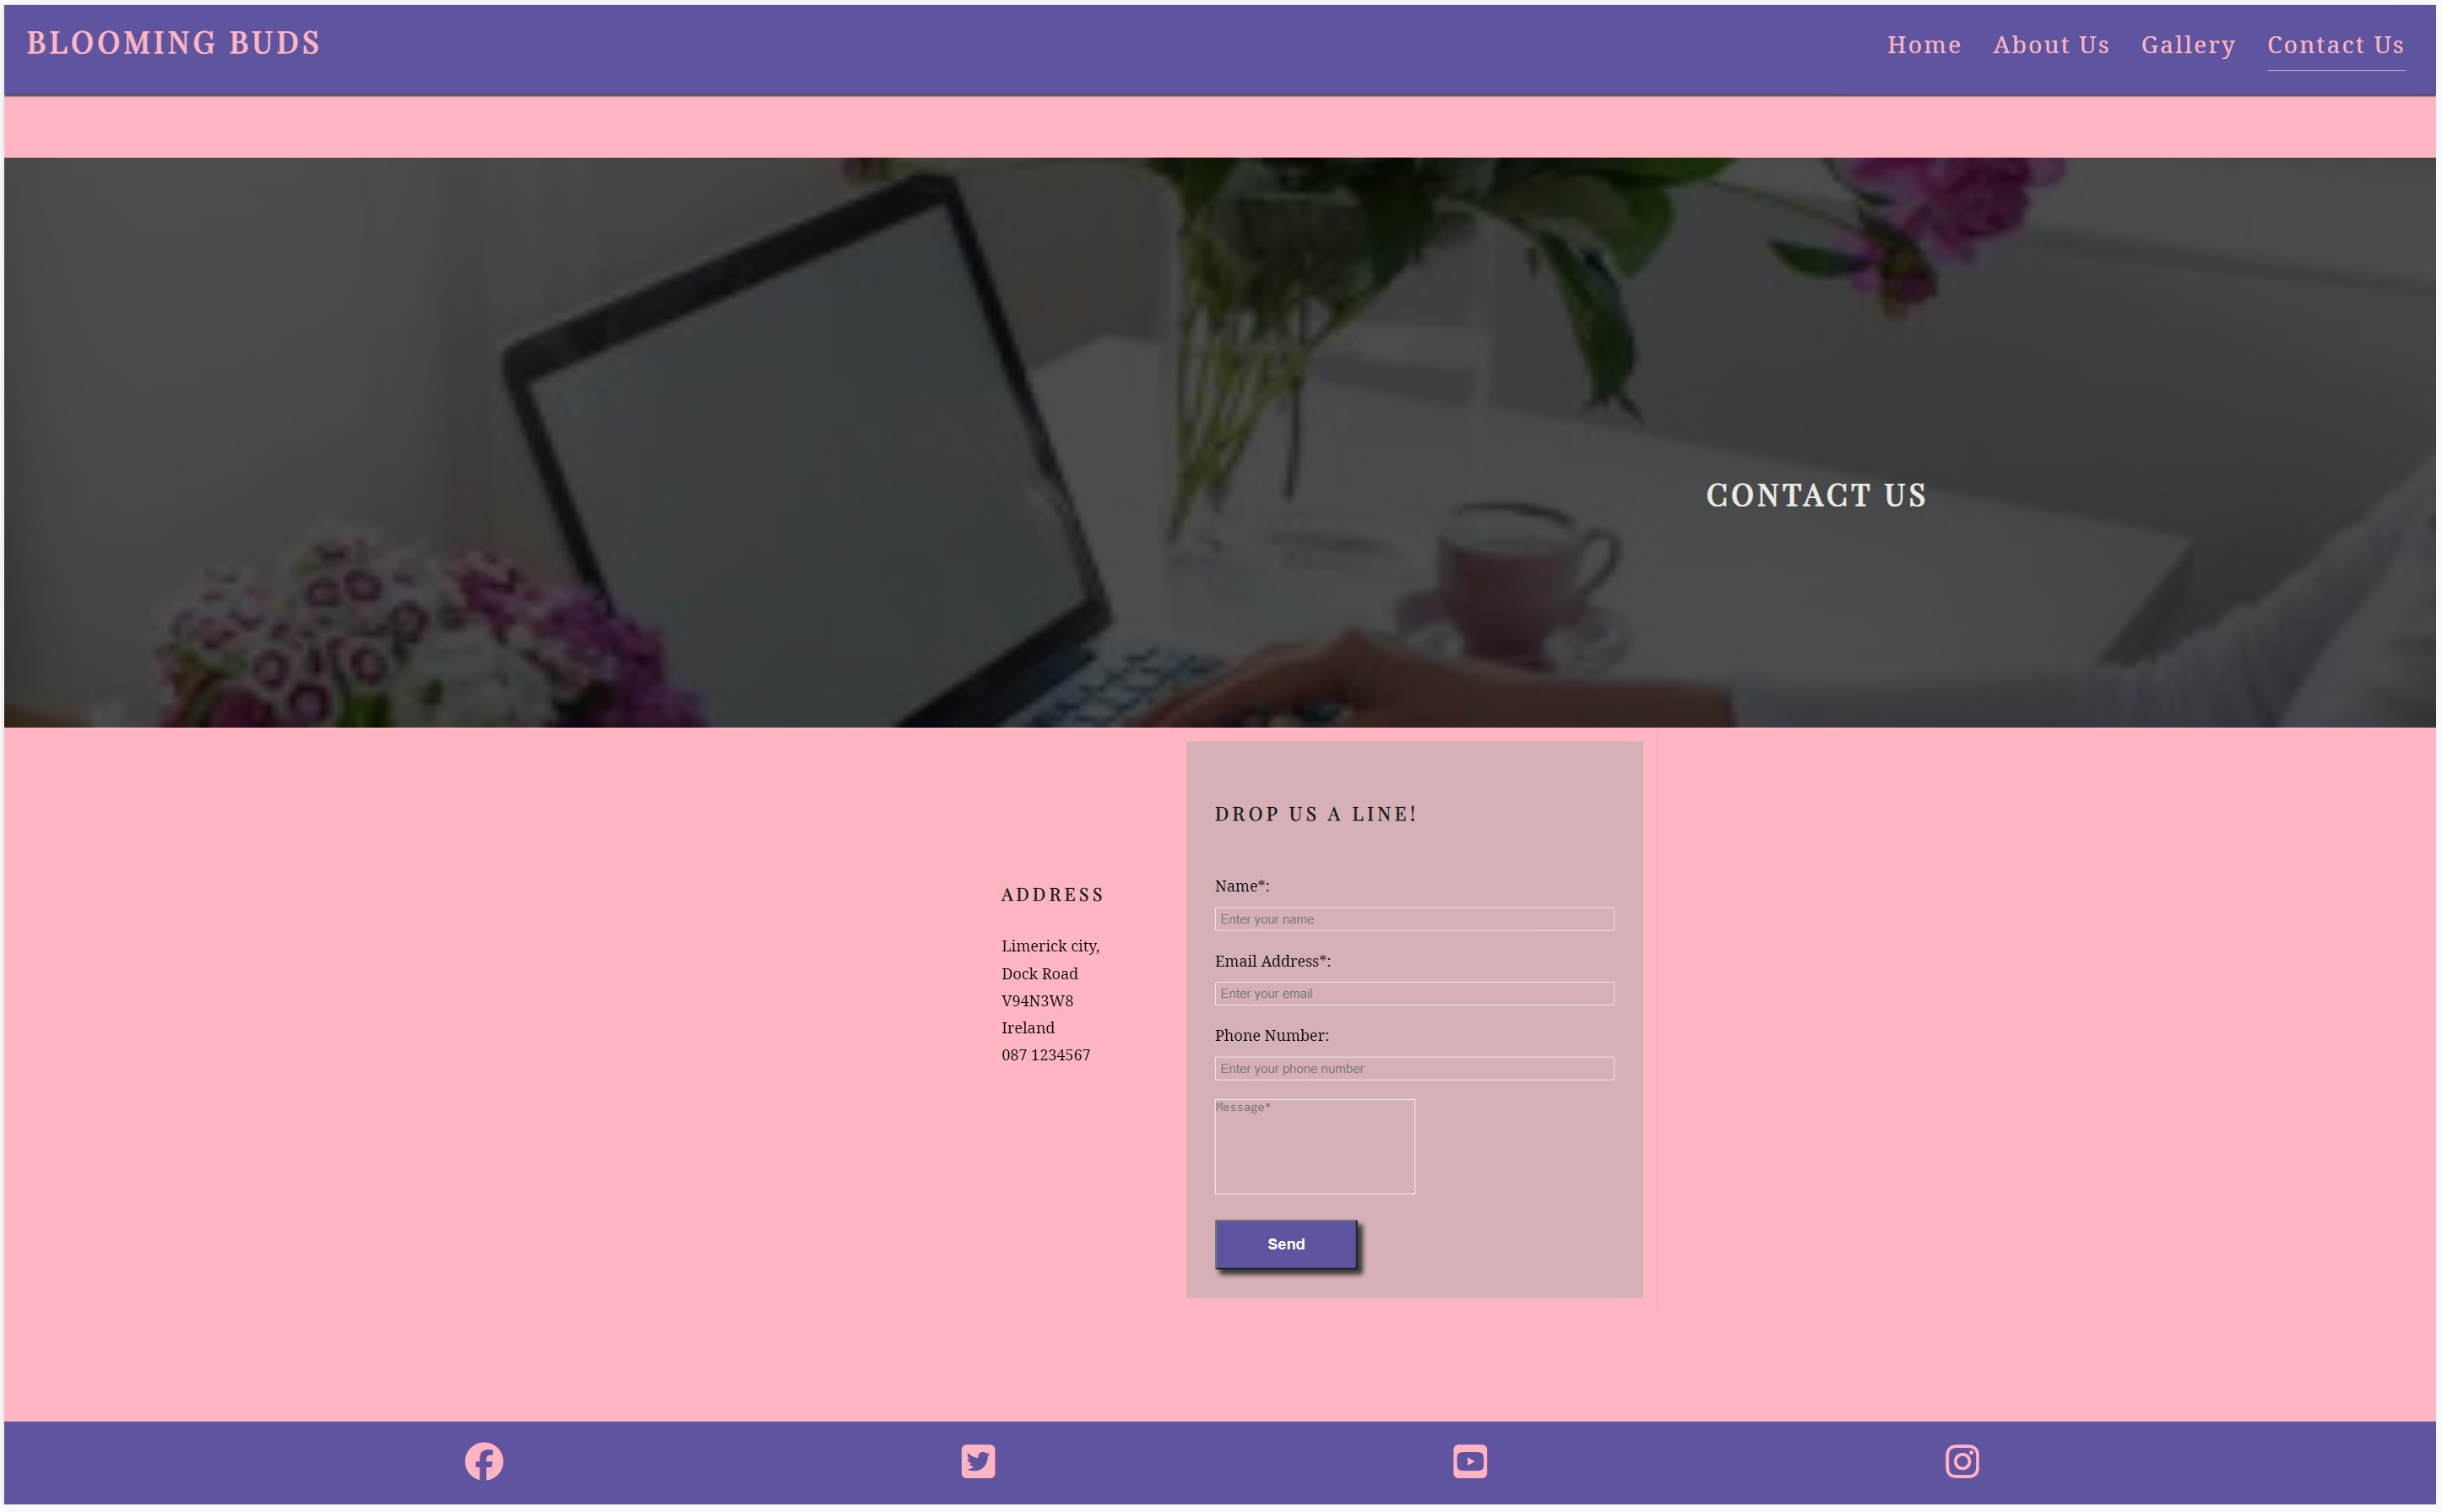 BLOOMING BUDS
Home About Us Gallery Contact Us
CONTACT US
ADDRESS
Limerick city,
Dock Road
V94N3W8
Ireland
087 1234567
DROP US A LINE!
Name*:
Enter your name
Email Address*:
Enter your email
Phone Number:
Enter your phone number
Message*
Send